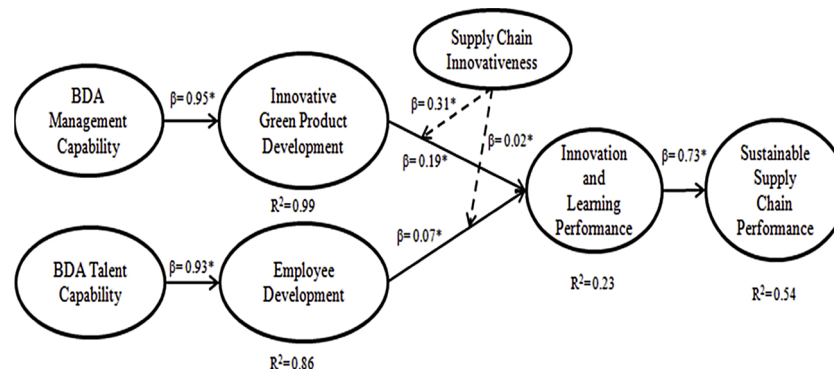 Supply Chain
Innovativeness
BDA
Management
Capability
β= 0.95*
Innovative
Green Product
Development
R²=0.99
β= 0.31*
β= 0.02*
β= 0.19*
Innovation
and
Learning
Performance
R²=0.23
β= 0.73*
Sustainable
Supply
Chain
Performance
R²=0.54
BDA Talent
Capability
β= 0.93*
Employee
Development
R²=0.86
β= 0.07*